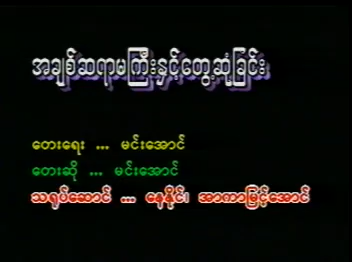 အချစ်ဆရာမကြီးနှင့်တွေ့ဆုံခြင်း
တေးရေး ... မင်းအောင်
တေးဆို ... မင်းအောင်
သရုပ်ဆောင် ... နေနိုင်၊ အာကာမြင့်အောင်